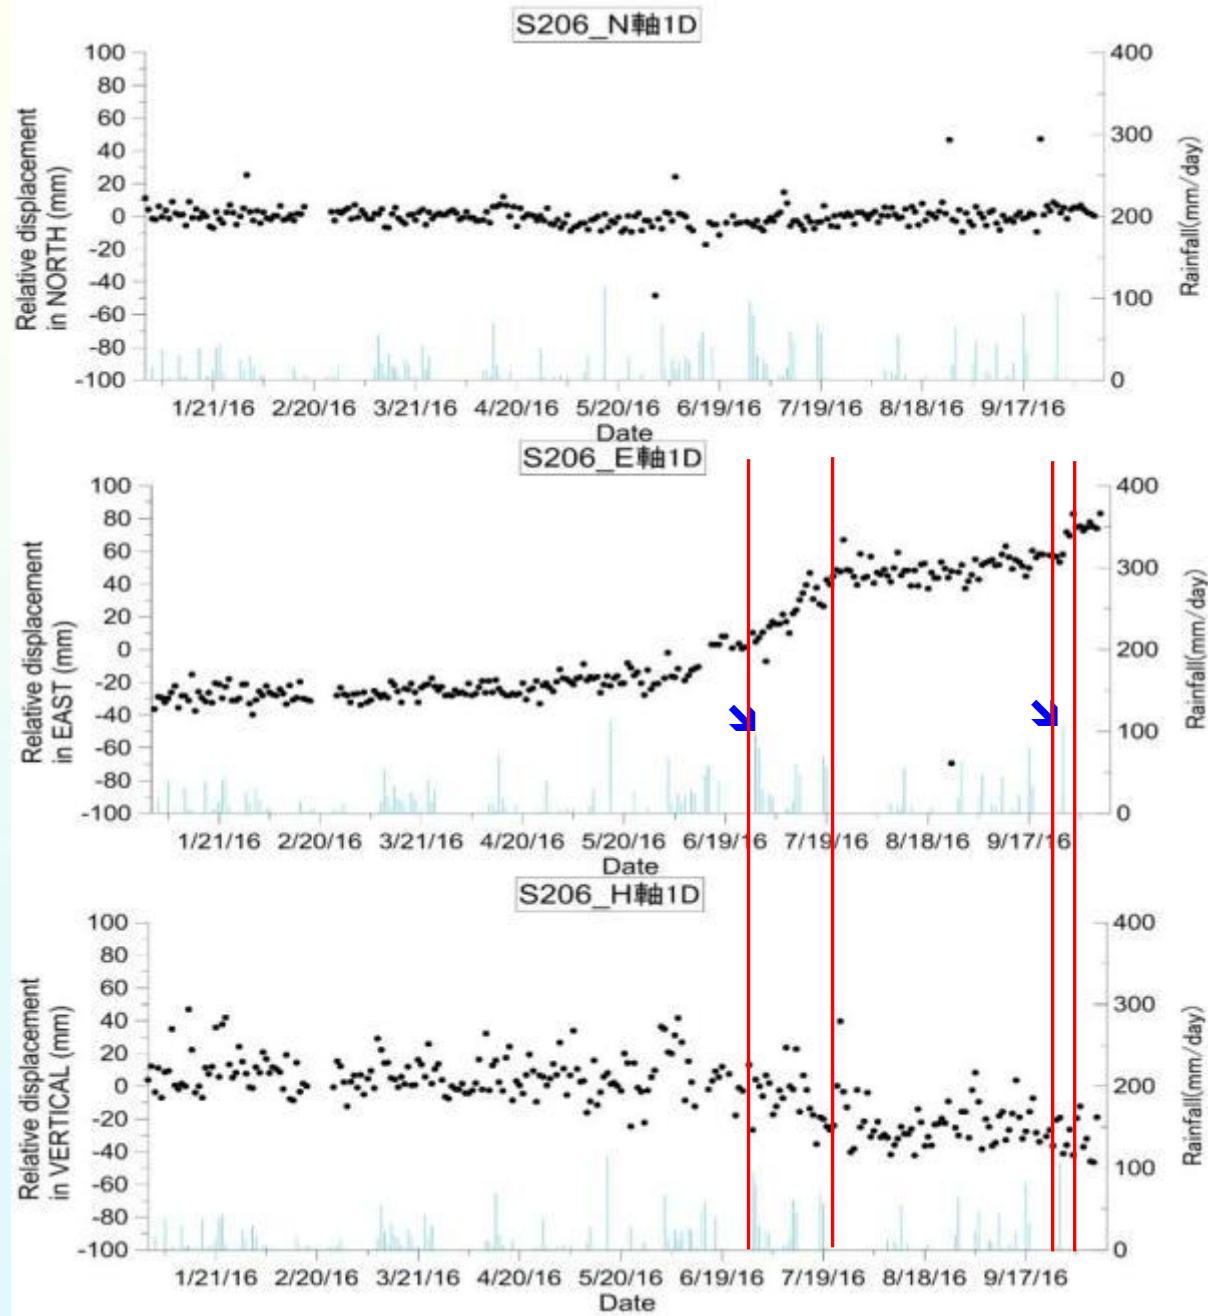 S206_N軸1D
Relative displacement
in NORTH (mm)
100
80
60
40
20
0
-20
-40
-60
-80
-100
400
300
200
100
0
Rainfall(mm/day)
1/21/16 2/20/16 3/21/16 4/20/16 5/20/16 6/19/16 7/19/16 8/18/16 9/17/16
Date
S206_E軸1D
Relative displacement
in EAST (mm)
100
80
60
40
20
0
-20
-40
-60
-80
-100
400
300
200
100
0
Rainfall(mm/day)
1/21/16 2/20/16 3/21/16 4/20/16 5/20/16 6/19/16 7/19/16 8/18/16 9/17/16
Date
S206_H軸1D
Relative displacement
in VERTICAL (mm)
100
80
60
40
20
0
-20
-40
-60
-80
-100
400
300
200
100
0
Rainfall(mm/day)
1/21/16 2/20/16 3/21/16 4/20/16 5/20/16 6/19/16 7/19/16 8/18/16 9/17/16
Date